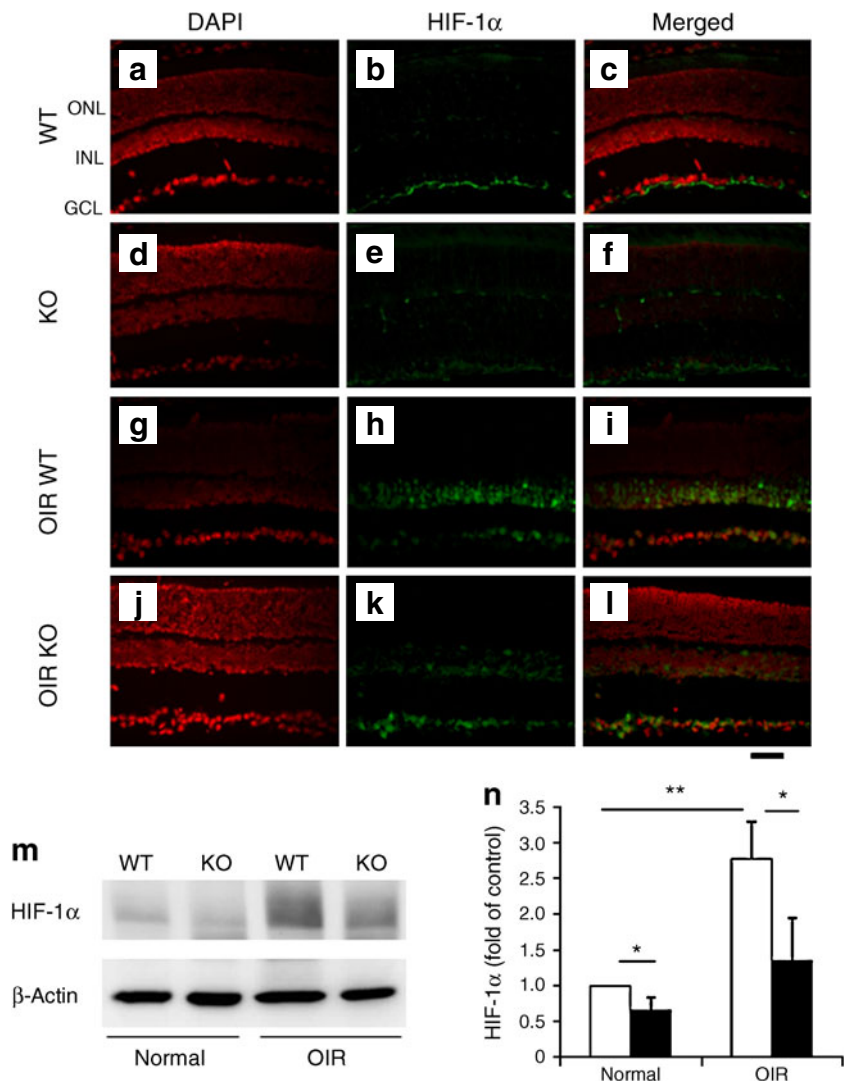 DAPI HIF-1α Merged
WT
a b c
ONL
INL
GCL
KO
d e f
OIR WT
g h i
OIR KO
j k l
m
WT KO WT KO
HIF-1α
β-Actin
Normal OIR
n
HIF-1α (fold of control)
3.5
3.0
2.5
2.0
1.5
1.0
0.5
0
** *
*
Normal OIR